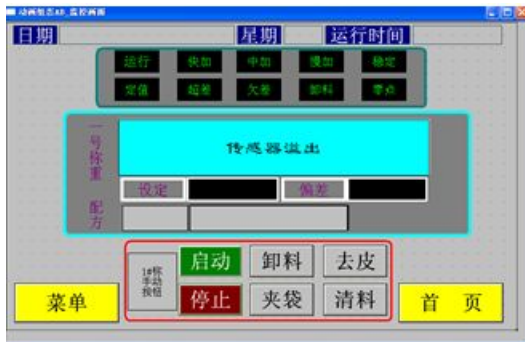 动画组态AB_监控画面
日期 星期 运行时间
运行 快加 中加 慢加 稳定
定值 超差 欠差 卸料 零点
一号称重
传感器溢出
设定 偏差
配方
1#称手动按钮
启动 卸料 去皮
停止 夹袋 清料
菜单 首 页